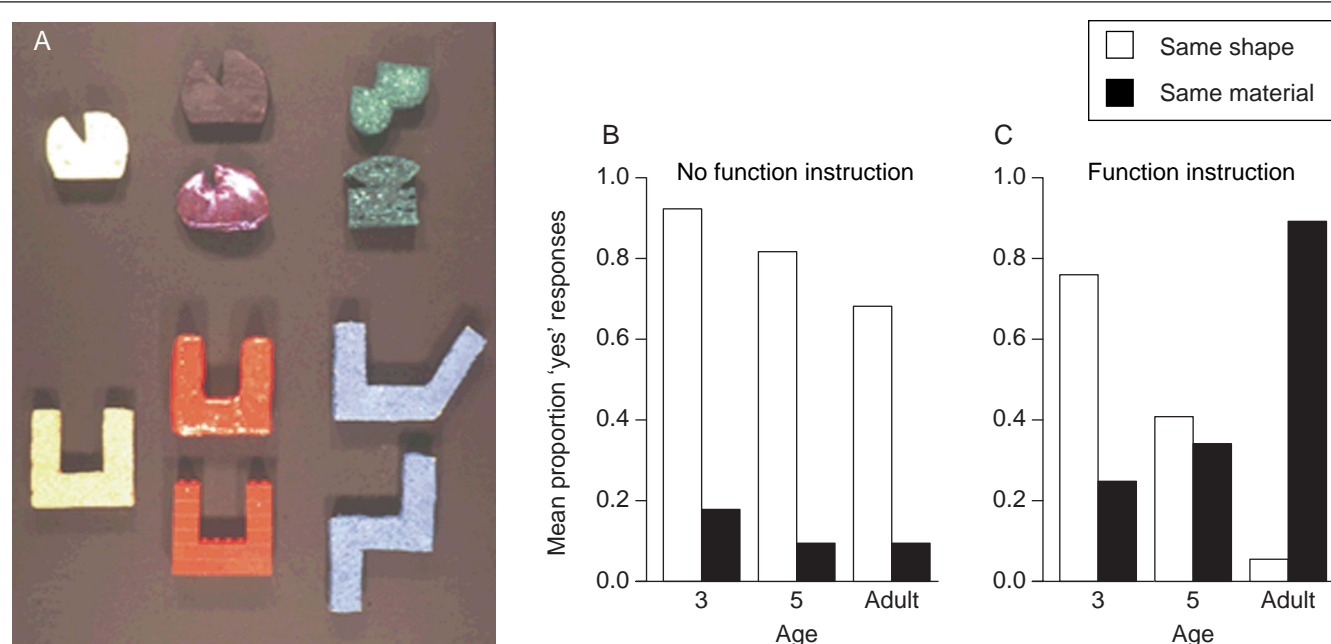 A
Same shape
Same material
B
C
No function instruction
Function instruction
Mean proportion ‘yes’ responses
1.0
0.8
0.6
0.4
0.2
0.0
3
5
Adult
Age
1.0
0.8
0.6
0.4
0.2
0.0
3
5
Adult
Age